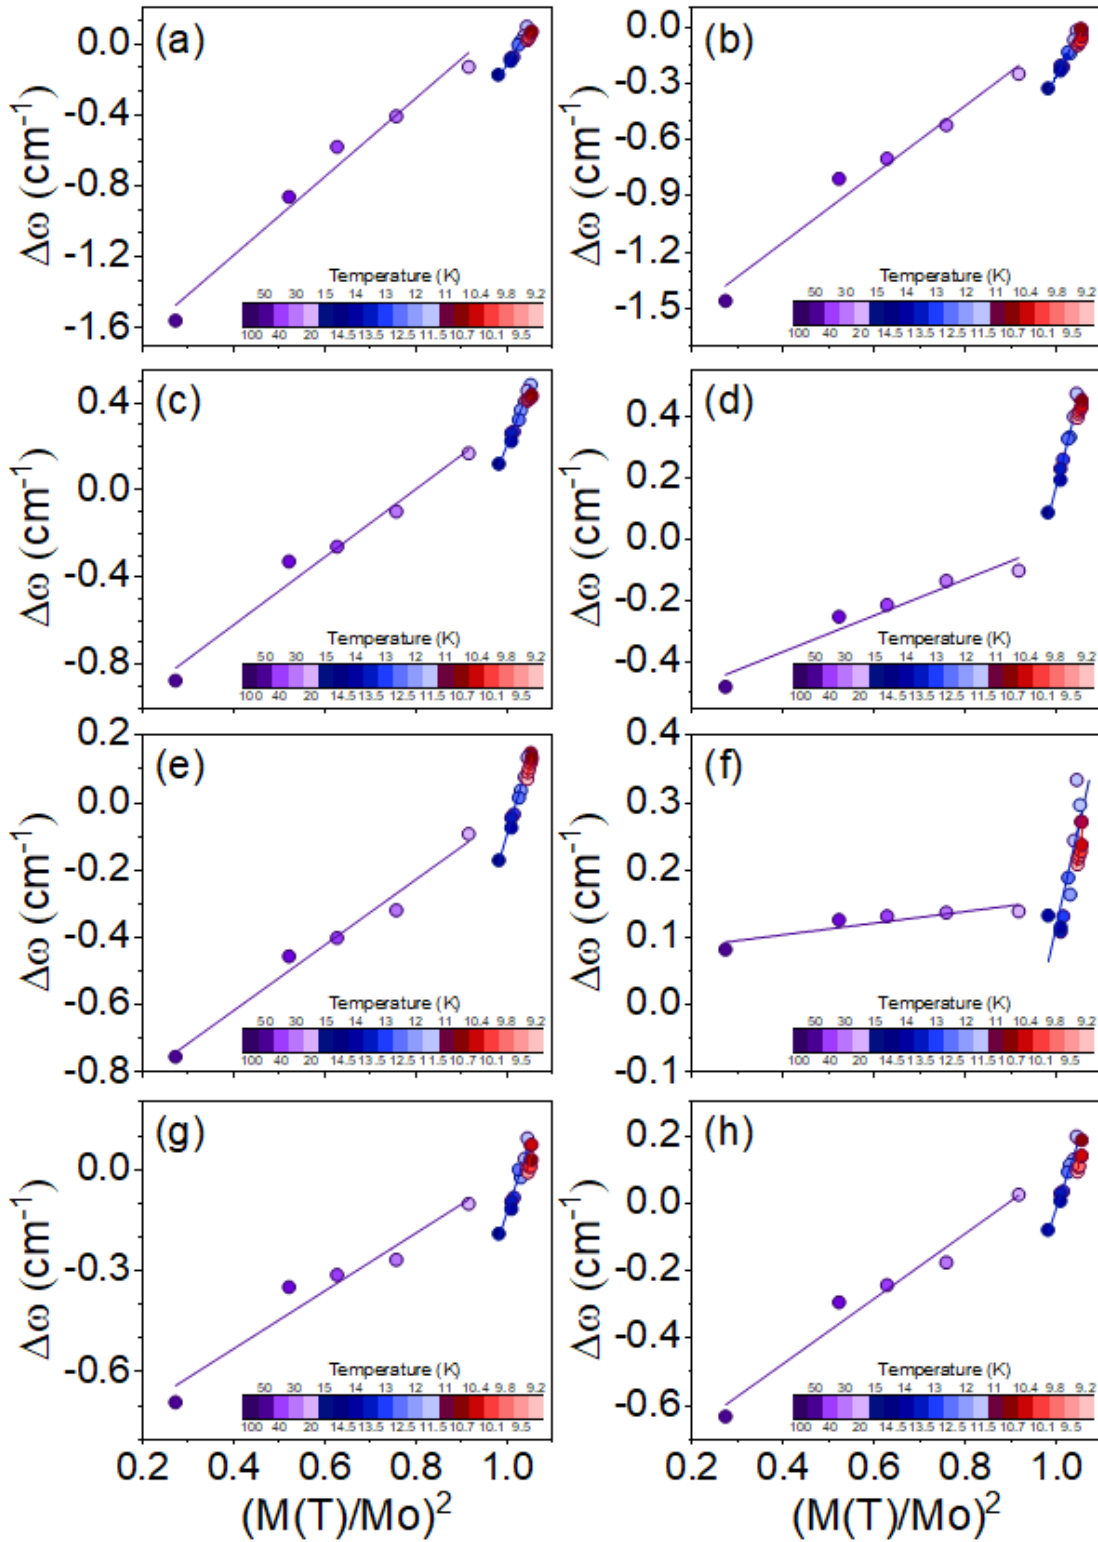 (a)
0.0
-0.4
-0.8
-1.2
-1.6
Δω (cm-1)
Temperature (K)
50 30 15 14 13 12 11 10.4 9.8 9.2
100 40 20 14.5 13.5 12.5 11.5 10.7 10.1 9.5
(b)
0.0
-0.3
-0.6
-0.9
-1.2
-1.5
Δω (cm-1)
Temperature (K)
50 30 15 14 13 12 11 10.4 9.8 9.2
100 40 20 14.5 13.5 12.5 11.5 10.7 10.1 9.5
(c)
0.4
0.0
-0.4
-0.8
Δω (cm-1)
Temperature (K)
50 30 15 14 13 12 11 10.4 9.8 9.2
100 40 20 14.5 13.5 12.5 11.5 10.7 10.1 9.5
(d)
0.4
0.2
0.0
-0.2
-0.4
Δω (cm-1)
Temperature (K)
50 30 15 14 13 12 11 10.4 9.8 9.2
100 40 20 14.5 13.5 12.5 11.5 10.7 10.1 9.5
(e)
0.2
0.0
-0.2
-0.4
-0.6
-0.8
Δω (cm-1)
Temperature (K)
50 30 15 14 13 12 11 10.4 9.8 9.2
100 40 20 14.5 13.5 12.5 11.5 10.7 10.1 9.5
(f)
0.4
0.3
0.2
0.1
0.0
-0.1
Δω (cm-1)
Temperature (K)
50 30 15 14 13 12 11 10.4 9.8 9.2
100 40 20 14.5 13.5 12.5 11.5 10.7 10.1 9.5
(g)
0.0
-0.3
-0.6
Δω (cm-1)
Temperature (K)
50 30 15 14 13 12 11 10.4 9.8 9.2
100 40 20 14.5 13.5 12.5 11.5 10.7 10.1 9.5
0.2 0.4 0.6 0.8 1.0
(M(T)/Mo)2
(h)
0.2
0.0
-0.2
-0.4
-0.6
Δω (cm-1)
Temperature (K)
50 30 15 14 13 12 11 10.4 9.8 9.2
100 40 20 14.5 13.5 12.5 11.5 10.7 10.1 9.5
0.2 0.4 0.6 0.8 1.0
(M(T)/Mo)2